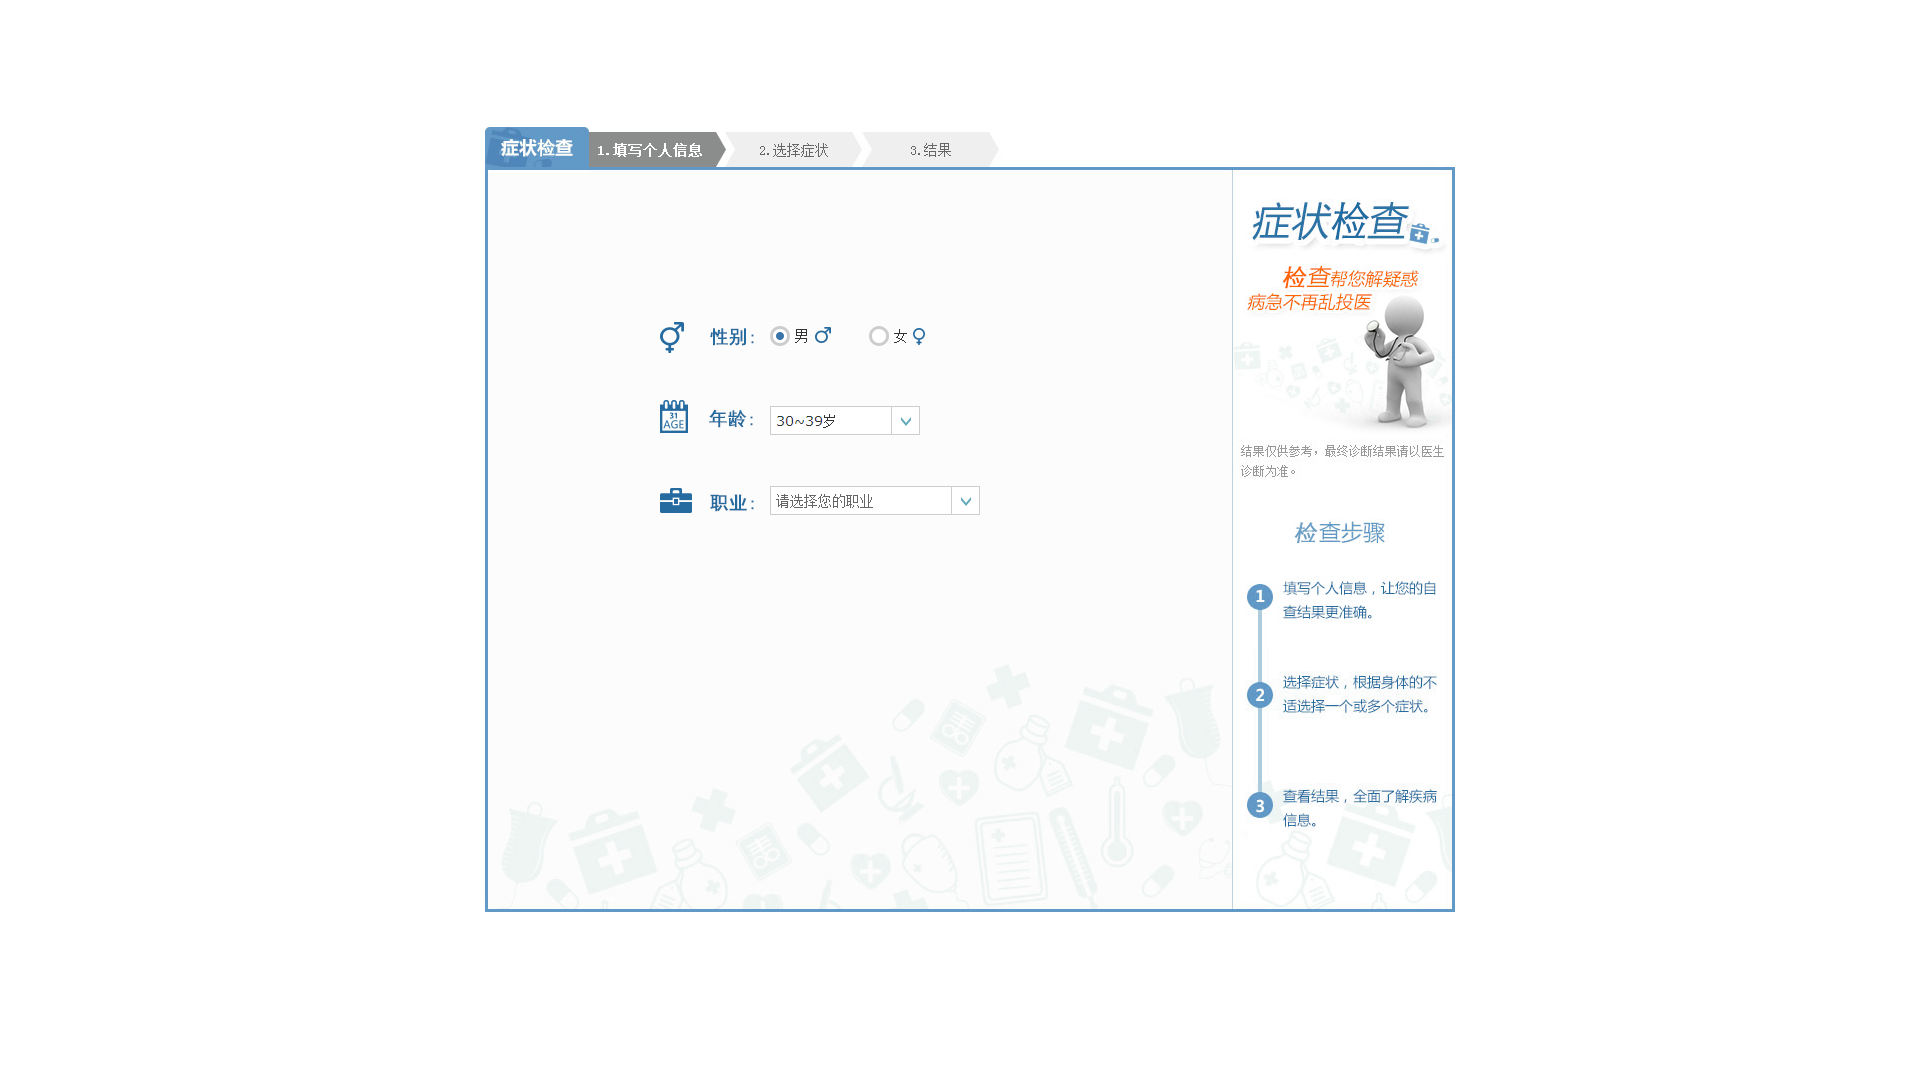 症状检查
1.填写个人信息
2.选择症状
3.结果
性别：
男
女
31
AGE
年龄：
30~39岁
职业：
请选择您的职业
症状检查
检查帮您解疑惑
病急不再乱投医
结果仅供参考，最终诊断结果请以医生
诊断为准。
检查步骤
1
填写个人信息，让您的自
查结果更准确。
2
选择症状，根据身体的不
适选择一个或多个症状。
3
查看结果，全面了解疾病
信息。